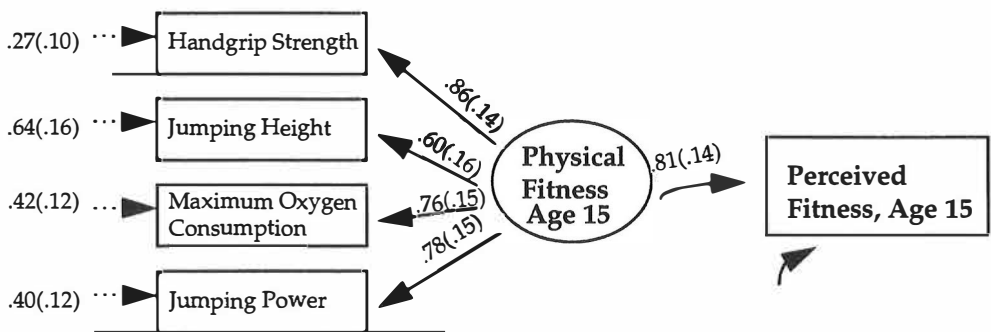 .27(.10)
Handgrip Strength
.86(.14)
.64(.16)
Jumping Height
.60(.16)
Physical
Fitness
Age 15
.81(.14)
Perceived
Fitness, Age 15
.42(.12)
Maximum Oxygen
Consumption
.76(.15)
.78(.15)
.40(.12)
Jumping Power